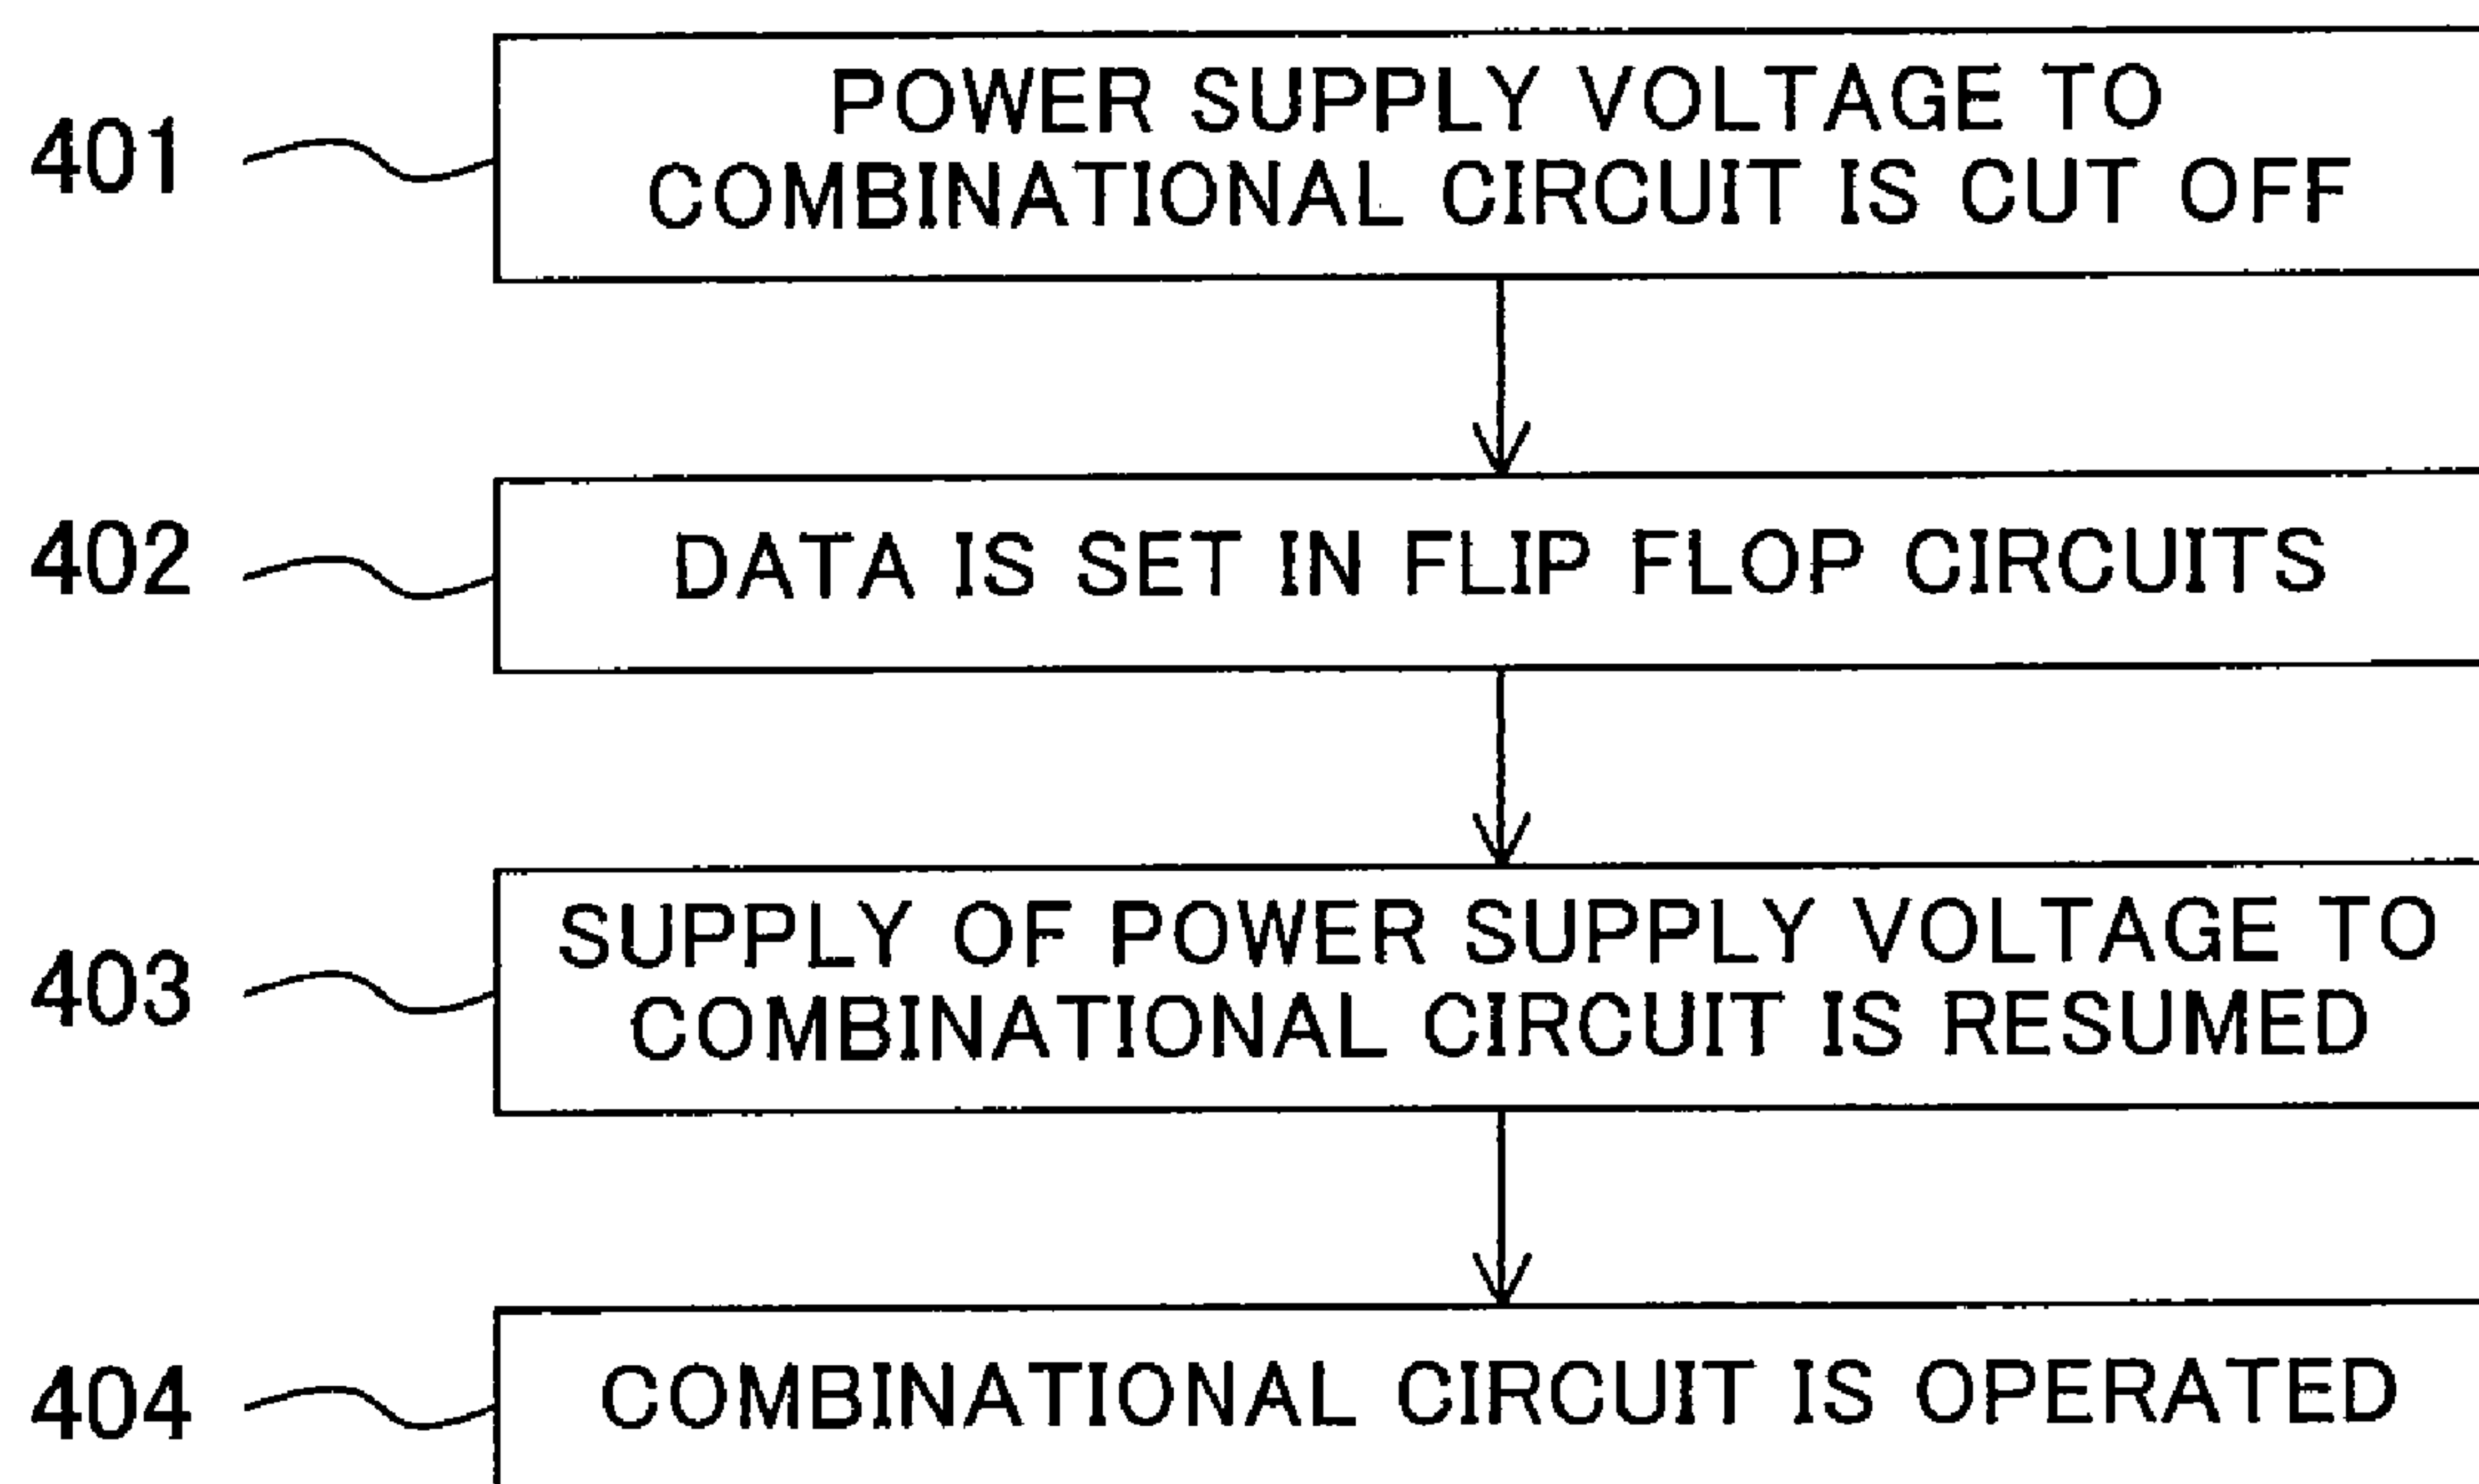 401
POWER SUPPLY VOLTAGE TO
COMBINATIONAL CIRCUIT IS CUT OFF
402
DATA IS SET IN FLIP FLOP CIRCUITS
403
SUPPLY OF POWER SUPPLY VOLTAGE TO
COMBINATIONAL CIRCUIT IS RESUMED
404
COMBINATIONAL CIRCUIT IS OPERATED